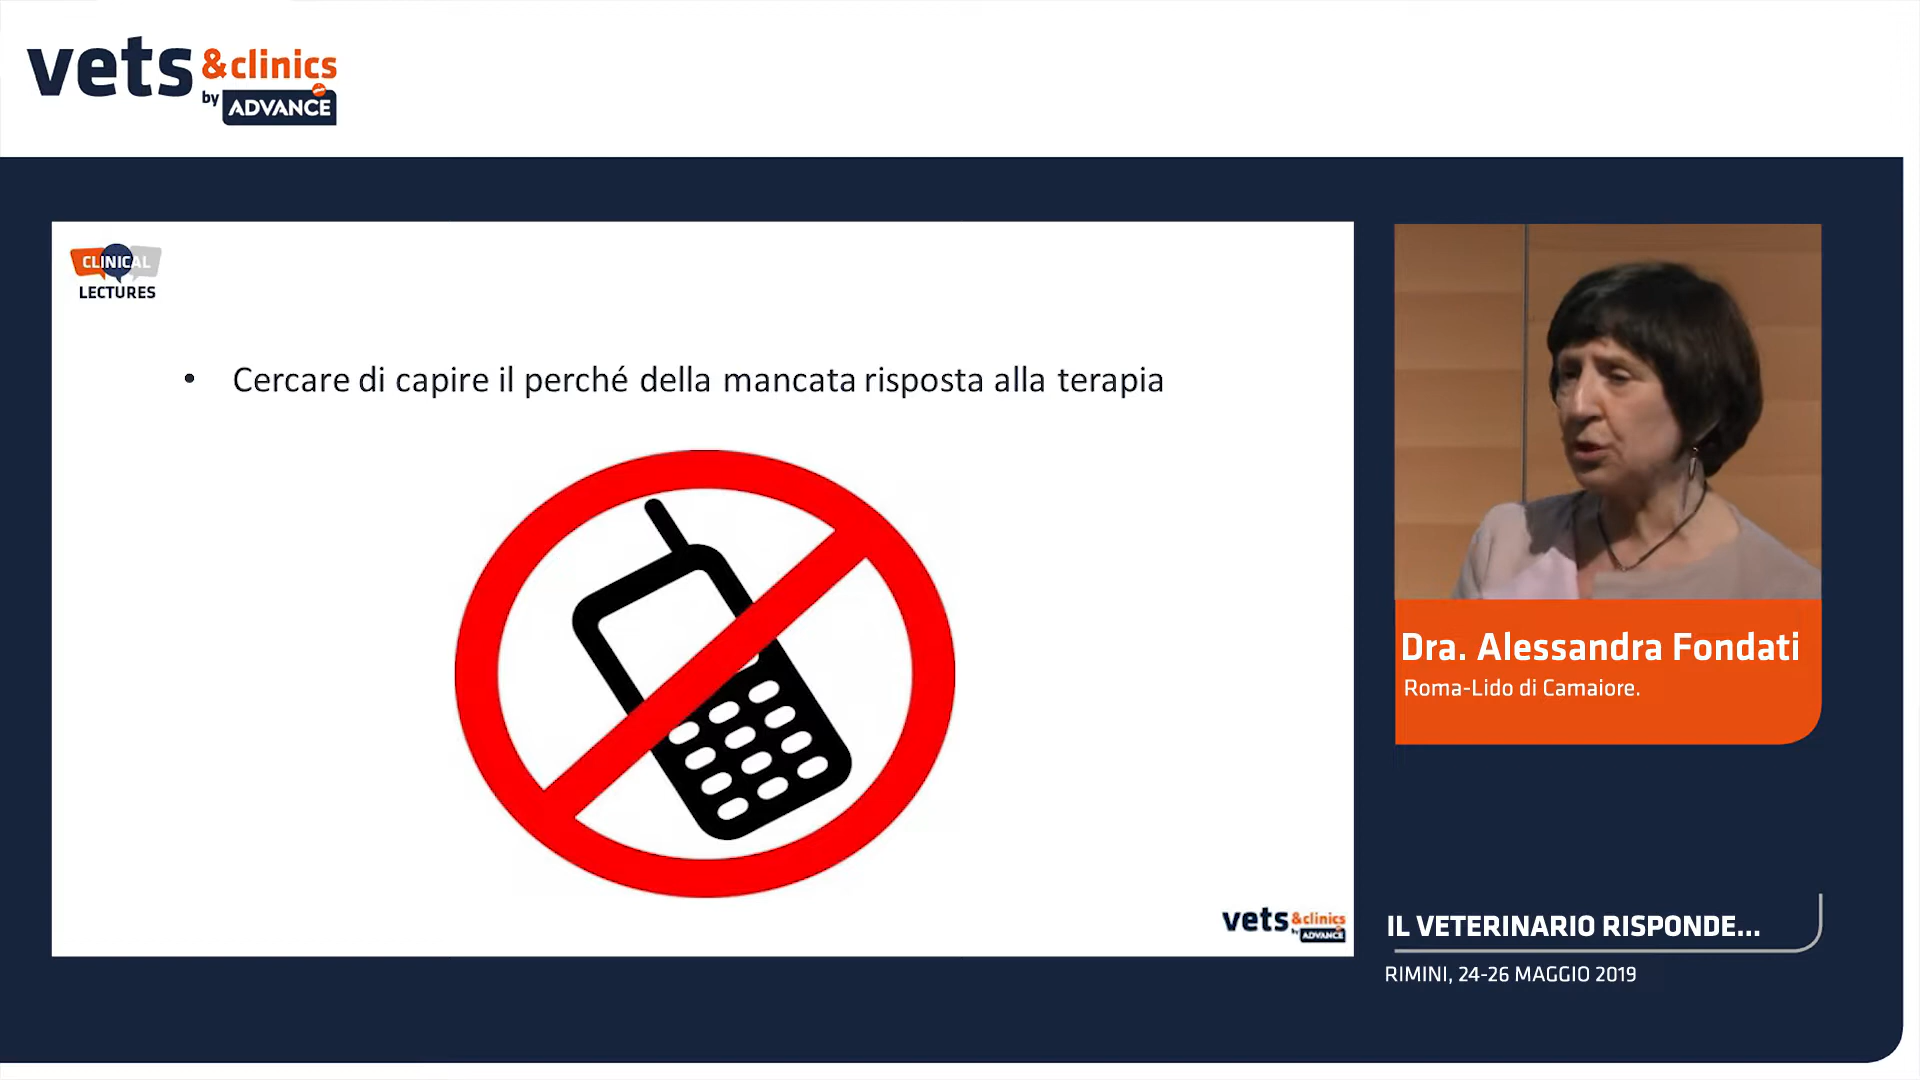 vets &clinics
by ADVANCE
CLINICAL
LECTURES
• Cercare di capire il perché della mancata risposta alla terapia
vets &clinics
by ADVANCE
Dra. Alessandra Fondati
Roma-Lido di Camaiore.
IL VETERINARIO RISPONDE...
RIMINI, 24-26 MAGGIO 2019